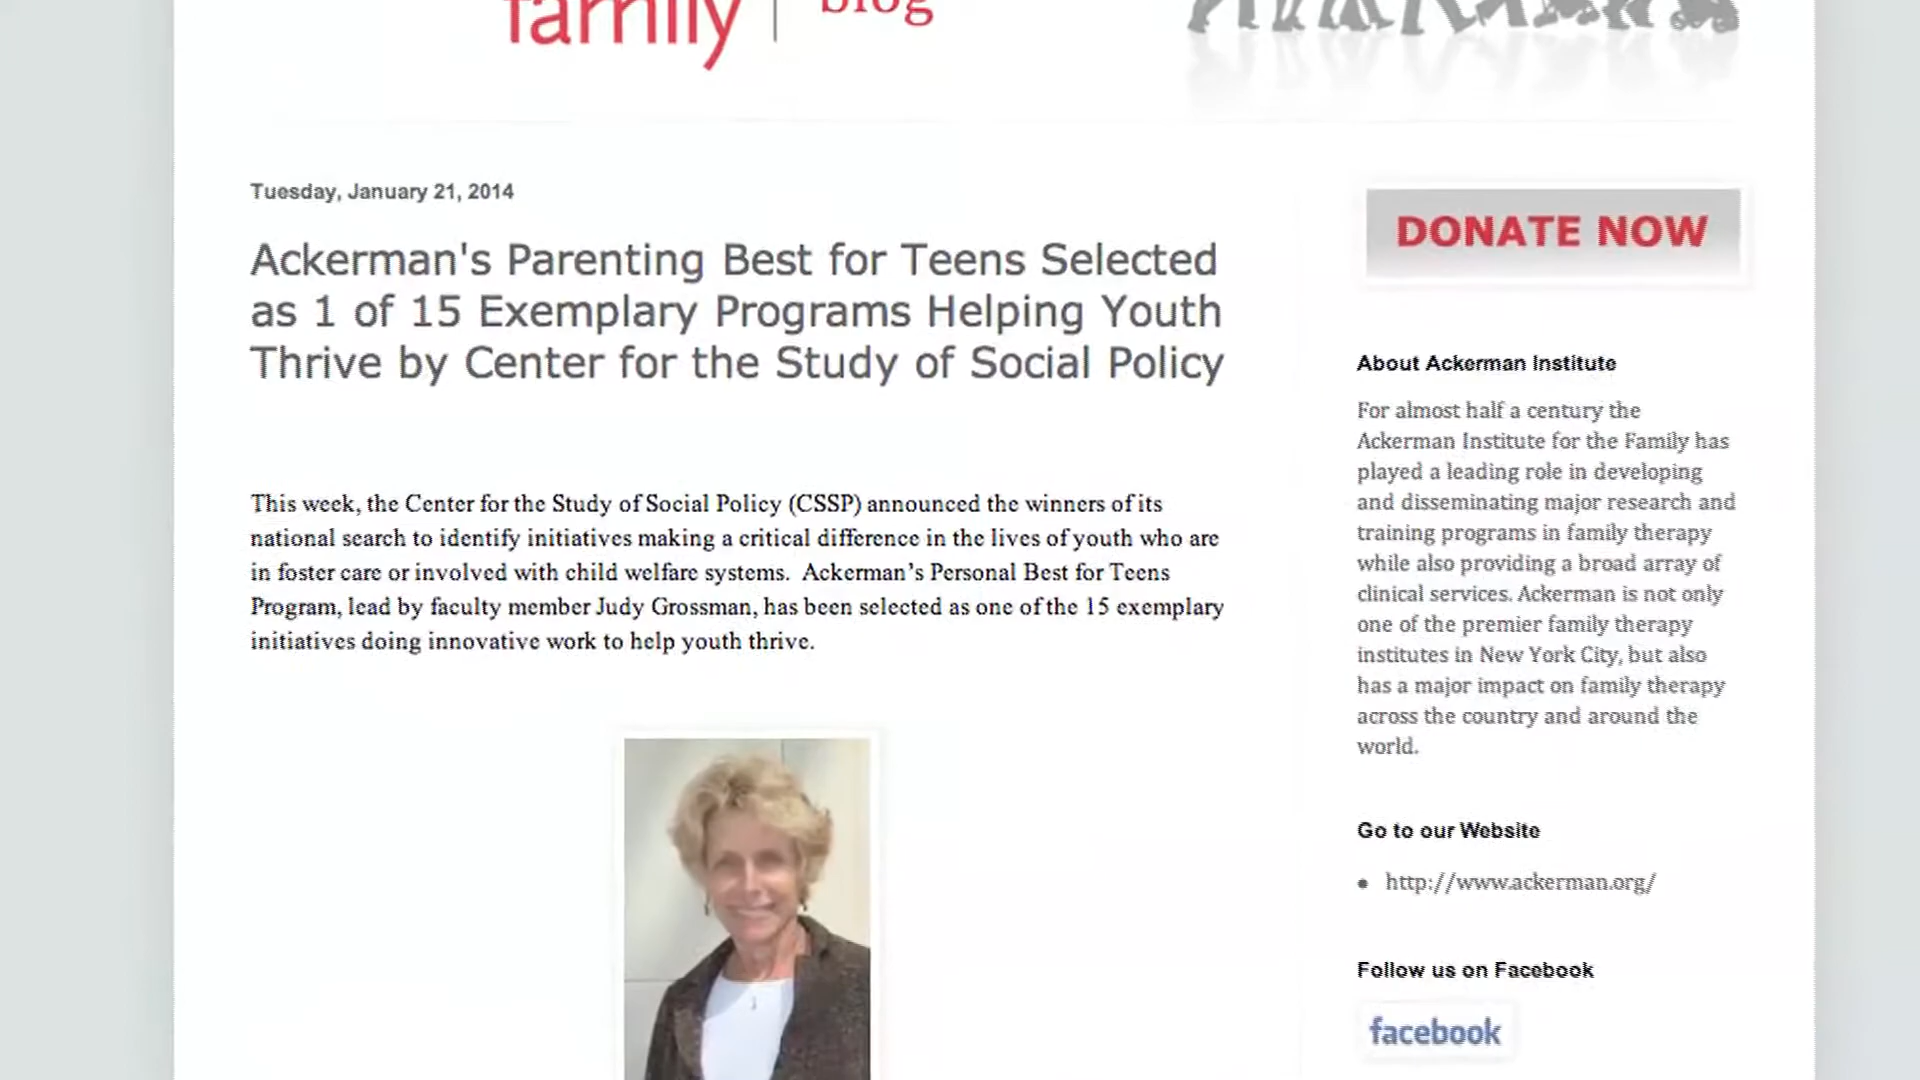 family
blog
Tuesday, January 21, 2014
Ackerman's Parenting Best for Teens Selected
as 1 of 15 Exemplary Programs Helping Youth
Thrive by Center for the Study of Social Policy
This week, the Center for the Study of Social Policy (CSSP) announced the winners of its
national search to identify initiatives making a critical difference in the lives of youth who are
in foster care or involved with child welfare systems.  Ackerman’s Personal Best for Teens
Program, lead by faculty member Judy Grossman, has been selected as one of the 15 exemplary
initiatives doing innovative work to help youth thrive.
DONATE NOW
About Ackerman Institute
For almost half a century the
Ackerman Institute for the Family has
played a leading role in developing
and disseminating major research and
training programs in family therapy
while also providing a broad array of
clinical services. Ackerman is not only
one of the premier family therapy
institutes in New York City, but also
has a major impact on family therapy
across the country and around the
world.
Go to our Website
http://www.ackerman.org/
Follow us on Facebook
facebook